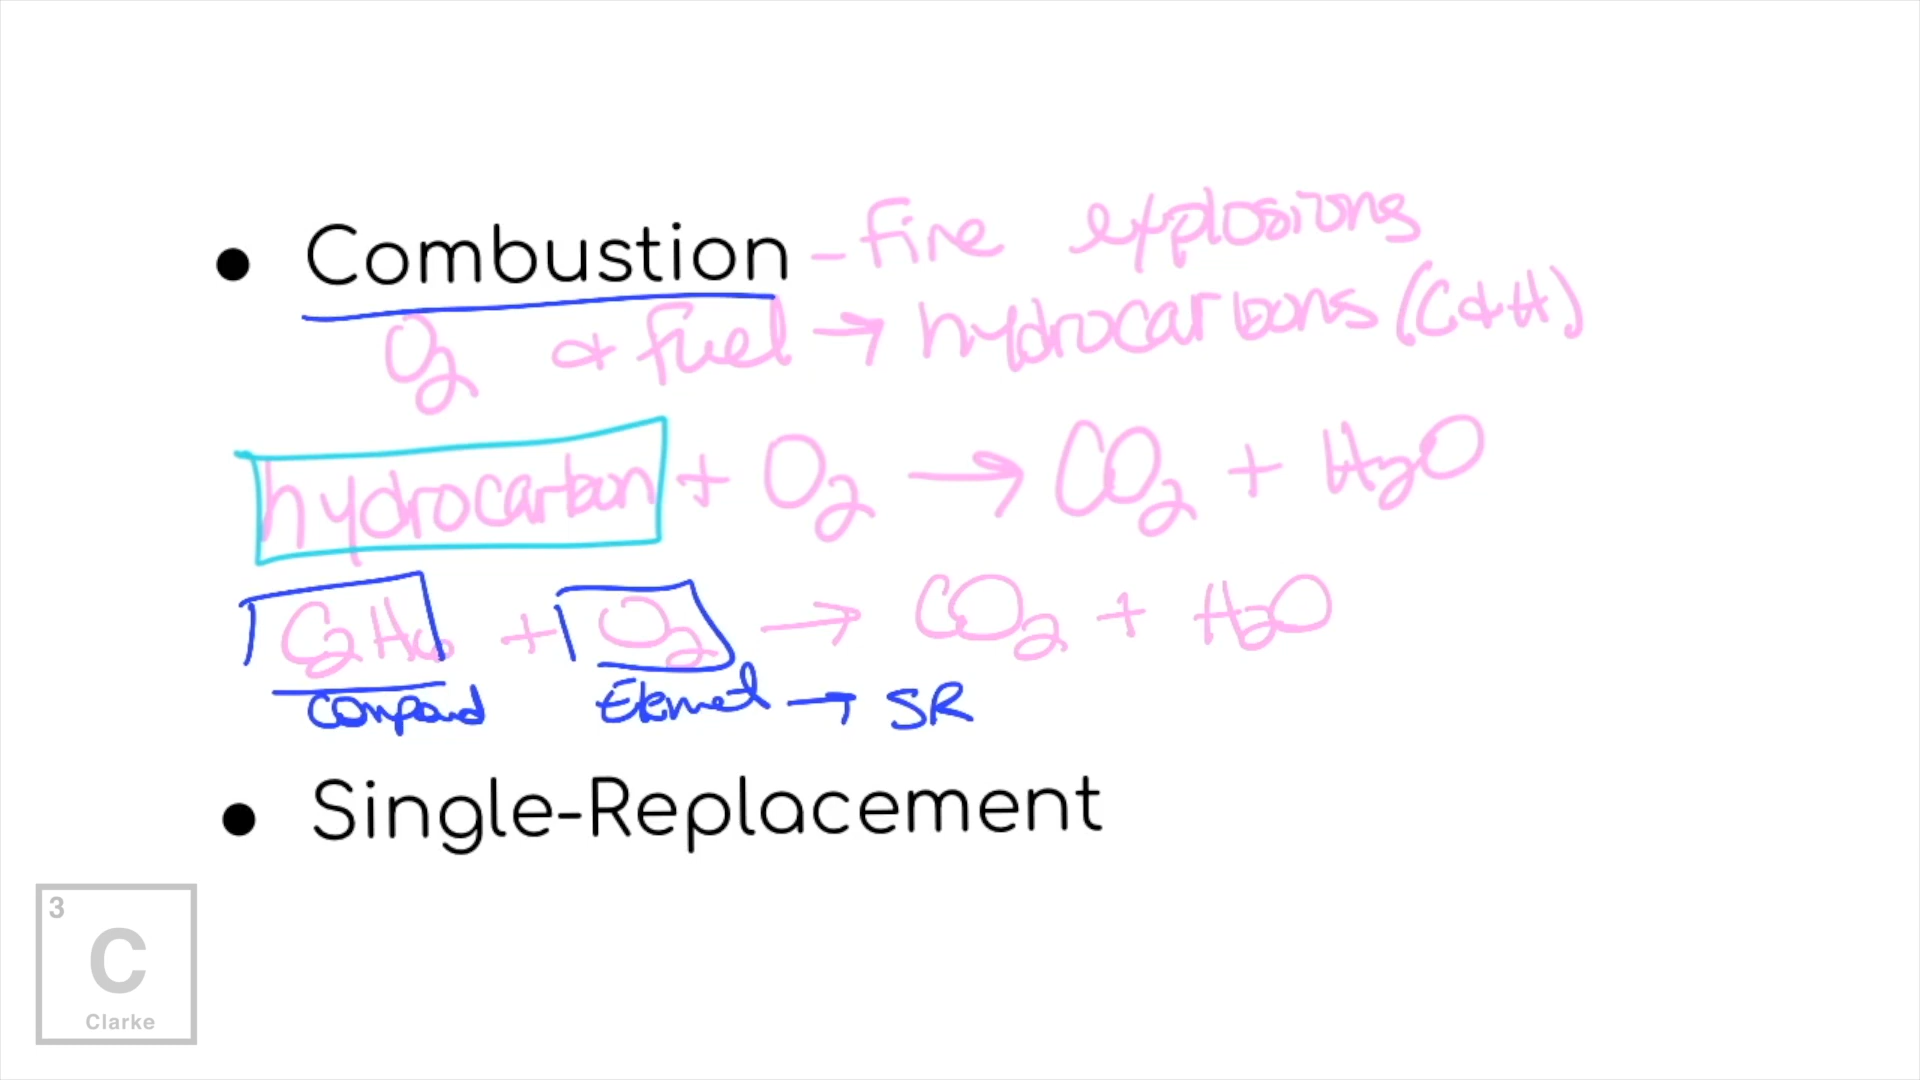 • Combustion - fire explosions
O₂ & fuel → hydrocarbons (C & H)
hydrocarbon + O₂ → CO₂ + H₂O
C₂H₆ + O₂ → CO₂ + H₂O
Compound Element → SR
• Single-Replacement
3
C
Clarke